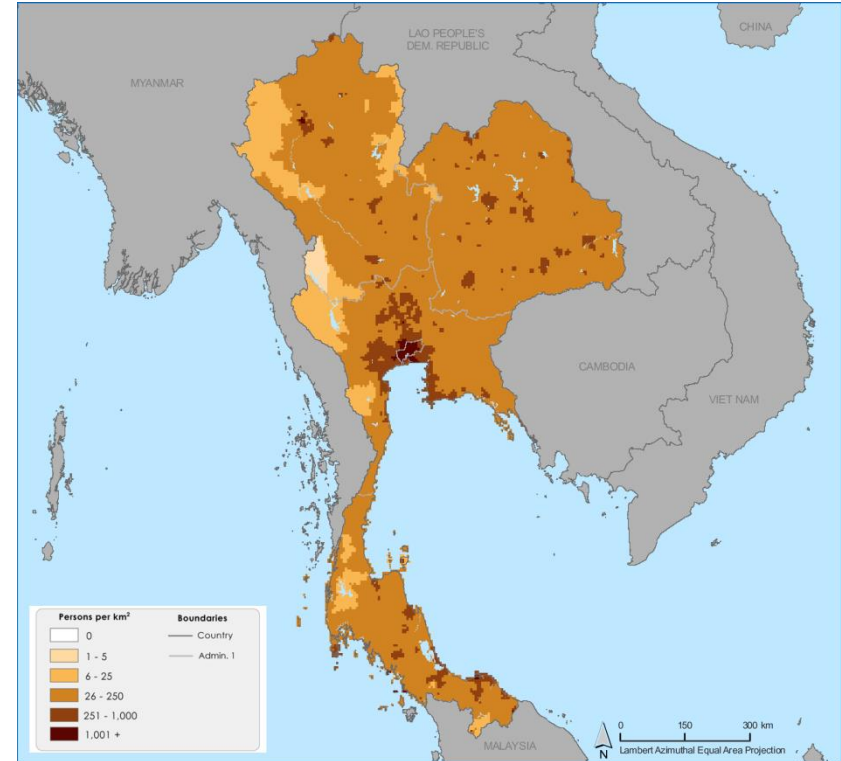 CHINA
LAO PEOPLE'S
DEM. REPUBLIC
MYANMAR
CAMBODIA
VIET NAM
Persons per km²
0
1 - 5
6 - 25
26 - 250
251 - 1,000
1,001 +
Boundaries
Country
Admin. 1
MALAYSIA
N
0 150 300 km
Lambert Azimuthal Equal Area Projection